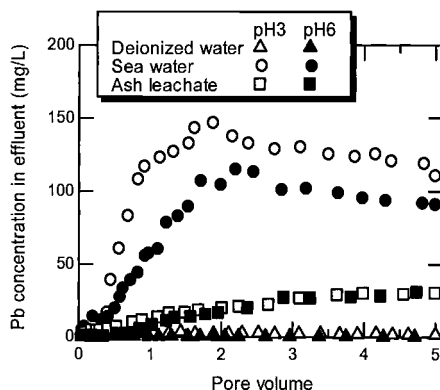 pH3 pH6
Deionized water
Sea water
Ash leachate
200
150
100
50
0
0 1 2 3 4 5
Pb concentration in effluent (mg/L)
Pore volume